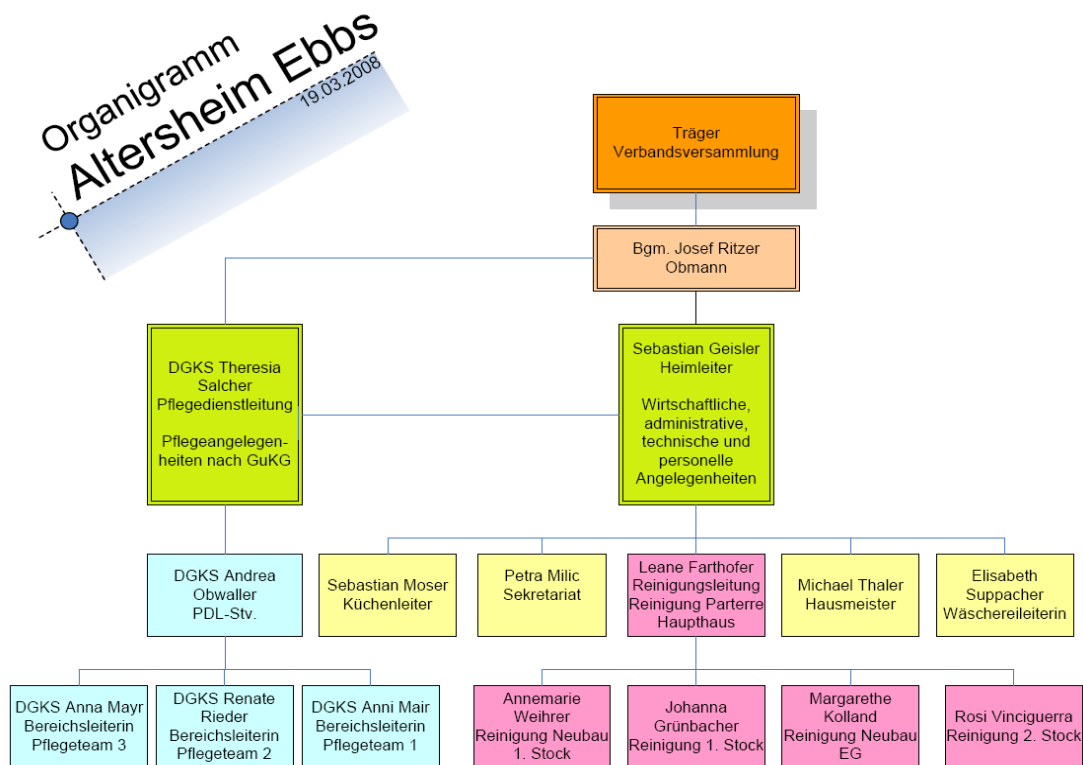 Organigramm
Altersheim Ebbs
19.03.2008
Träger
Verbandsversammlung
Bgm. Josef Ritzer
Obmann
DGKS Theresia
Salcher
Pflegedienstleitung
Pflegeangelegen-
heiten nach GuKG
Sebastian Geisler
Heimleiter
Wirtschaftliche,
administrative,
technische und
personelle
Angelegenheiten
DGKS Andrea
Obwaller
PDL-Stv.
Sebastian Moser
Küchenleiter
Petra Milic
Sekretariat
Leane Farthofer
Reinigungsleitung
Reinigung Parterre
Haupthaus
Michael Thaler
Hausmeister
Elisabeth
Suppacher
Wäschereileiterin
DGKS Anna Mayr
Bereichsleiterin
Pflegeteam 3
DGKS Renate
Rieder
Bereichsleiterin
Pflegeteam 2
DGKS Anni Mair
Bereichsleiterin
Pflegeteam 1
Annemarie
Weihrer
Reinigung Neubau
1. Stock
Johanna
Grünbacher
Reinigung 1. Stock
Margarethe
Kolland
Reinigung Neubau
EG
Rosi Vinciguerra
Reinigung 2. Stock